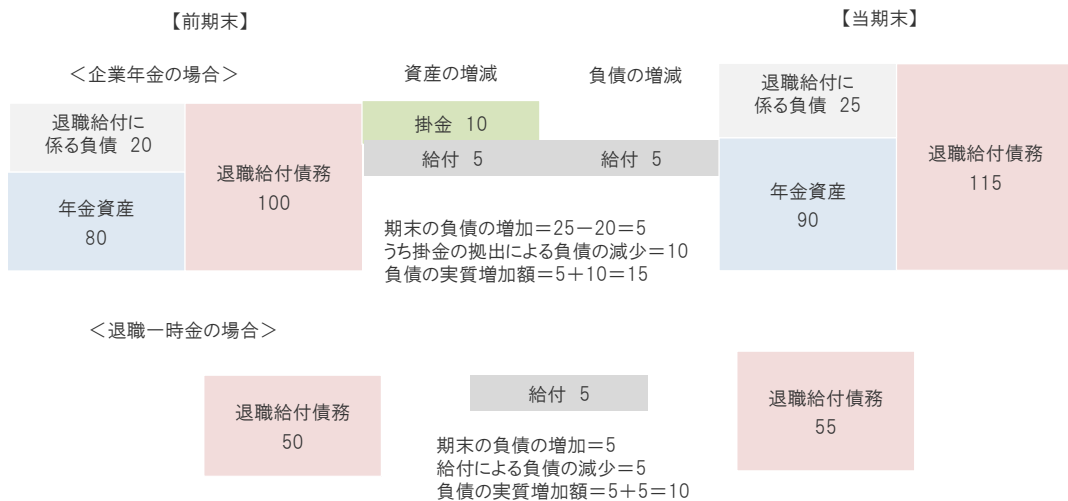 【前期末】
【当期末】
＜企業年金の場合＞
資産の増減
負債の増減
退職給付に
係る負債 20
年金資産
80
退職給付債務
100
掛金 10
給付 5
給付 5
期末の負債の増加＝25－20＝5
うち掛金の拠出による負債の減少＝10
負債の実質増加額＝5＋10＝15
退職給付に
係る負債 25
年金資産
90
退職給付債務
115
＜退職一時金の場合＞
退職給付債務
50
給付 5
期末の負債の増加＝5
給付による負債の減少＝5
負債の実質増加額＝5＋5＝10
退職給付債務
55